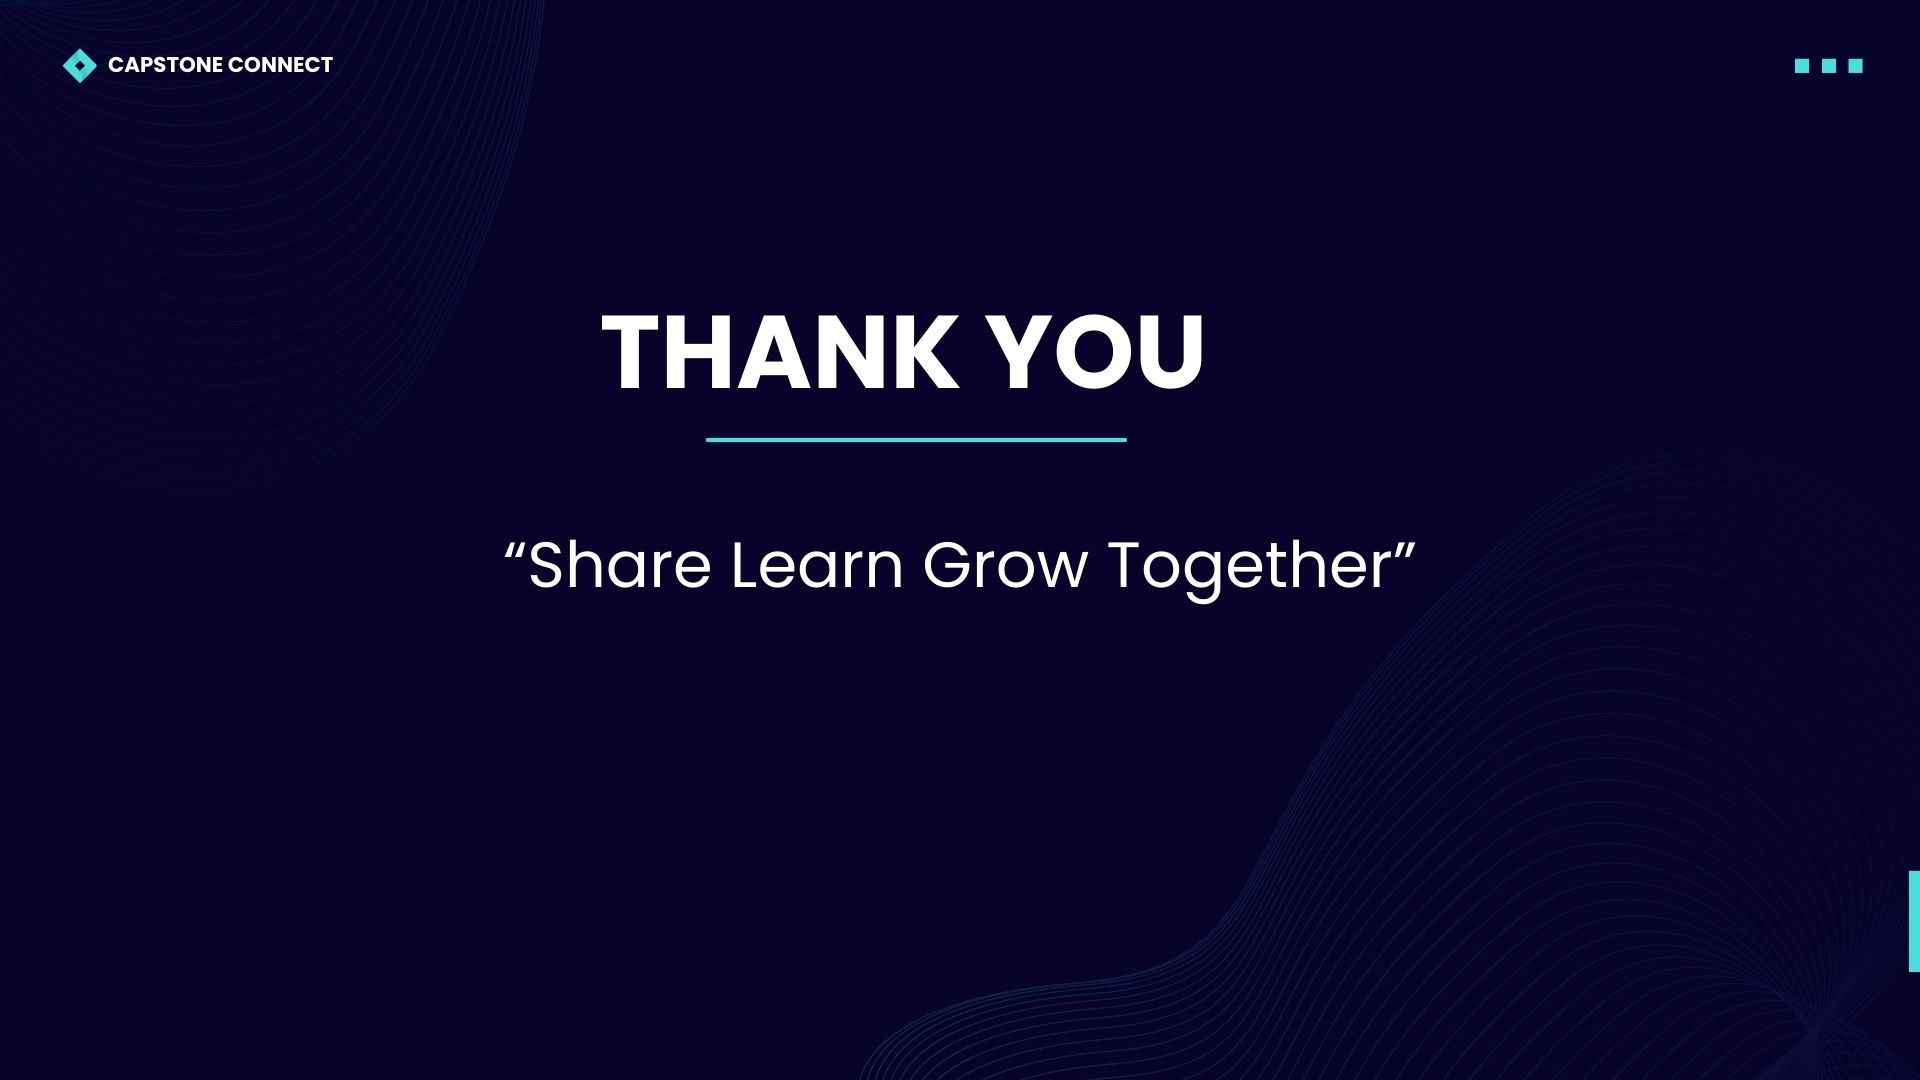 CAPSTONE CONNECT
THANK YOU
“Share Learn Grow Together”